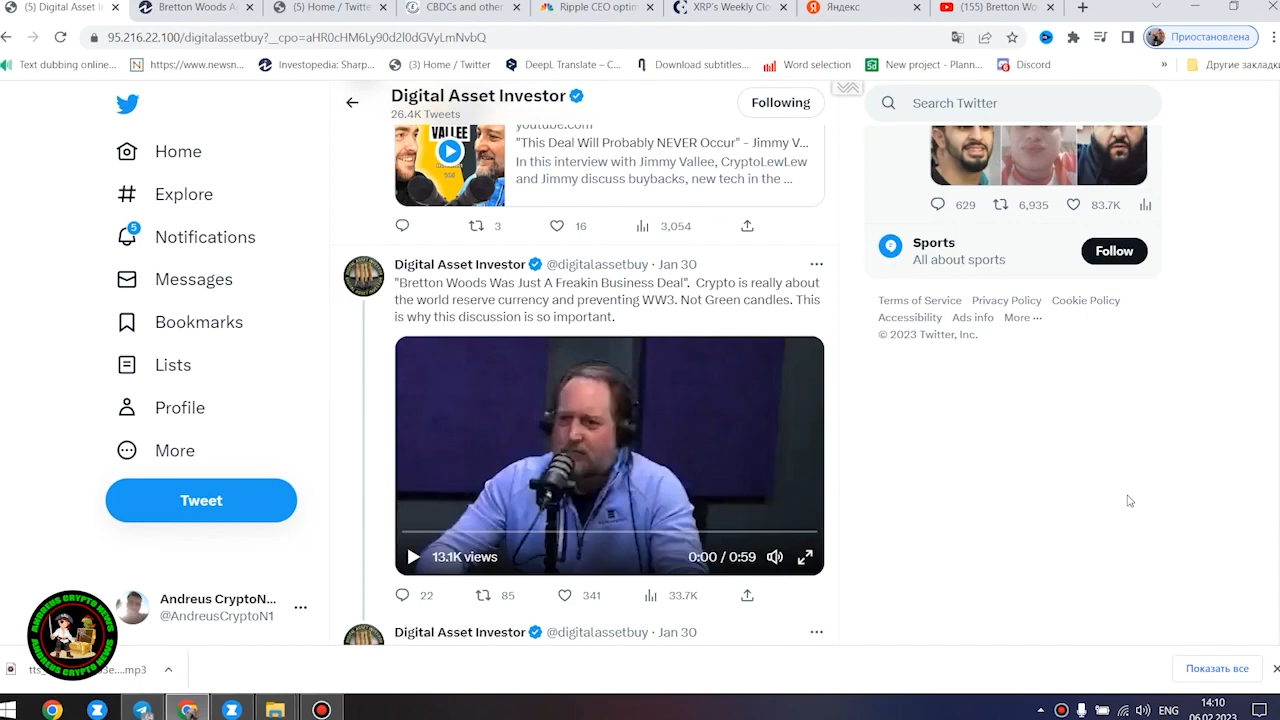 (5) Digital Asset I
Bretton Woods A
(5) Home / Twitte
CBDCs and other
Ripple CEO optim
XRP's Weekly Clo
Яндекс
(155) Bretton Wo
95.216.22.100/digitalassetbuy?__cpo=aHR0cHM6Ly90d2l0dGVyLmNvbQ
Приостановлена
Text dubbing online...
https://www.newsn...
Investopedia: Sharp...
(3) Home / Twitter
DeepL Translate – C...
Download subtitles...
Word selection
New project - Plann...
Discord
»
Другие закладки
Home
Explore
5
Notifications
Messages
Bookmarks
Lists
Profile
More
Tweet
Andreus CryptoN...
@AndreusCryptoN1
Digital Asset Investor
26.4K Tweets
Following
VALLEE
youtube.com
"This Deal Will Probably NEVER Occur" - Jimmy V...
In this interview with Jimmy Vallee, CryptoLewLew
and Jimmy discuss buybacks, new tech in the ...
3
16
3,054
Digital Asset Investor @digitalassetbuy · Jan 30
"Bretton Woods Was Just A Freakin Business Deal".  Crypto is really about
the world reserve currency and preventing WW3. Not Green candles. This
is why this discussion is so important.
13.1K views
0:00 / 0:59
22
85
341
33.7K
Digital Asset Investor @digitalassetbuy · Jan 30
Search Twitter
629
6,935
83.7K
Sports
All about sports
Follow
Terms of Service Privacy Policy Cookie Policy
Accessibility Ads info More ···
© 2023 Twitter, Inc.
ANDREUS CRYPTO NEWS
ANDREUS CRYPTO NEWS
Показать все
ENG
14:10
06.02.2023